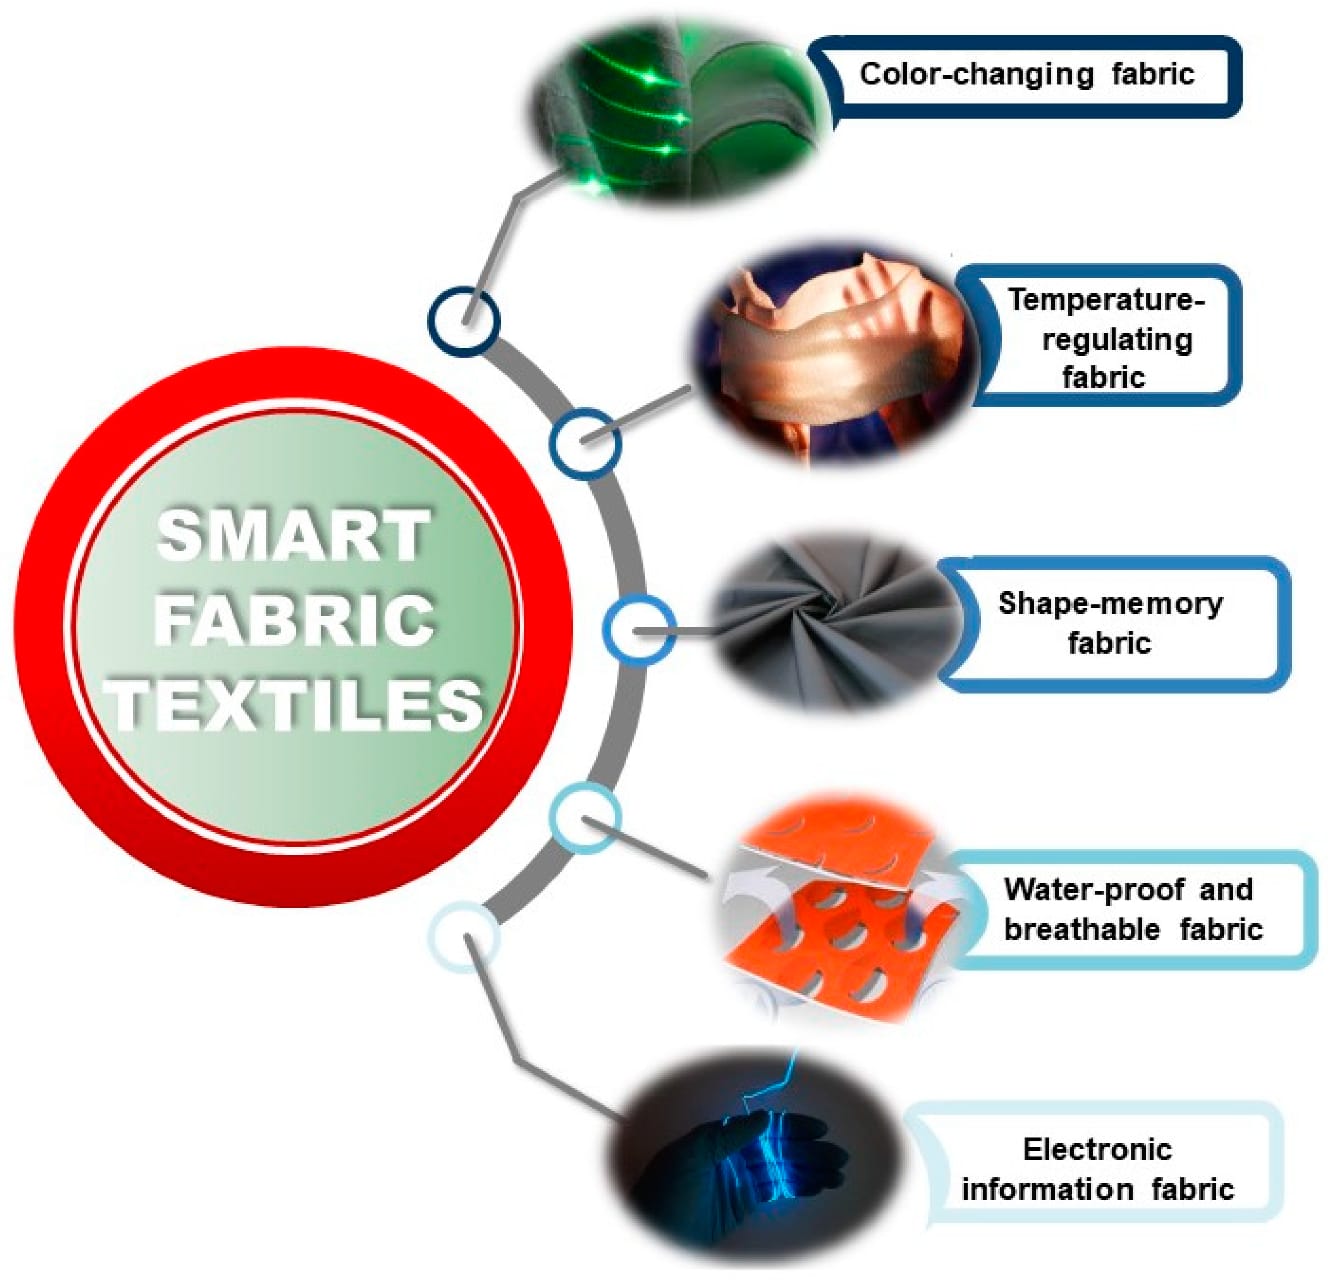 SMART
FABRIC
TEXTILES
Color-changing fabric
Temperature-
regulating
fabric
Shape-memory
fabric
Water-proof and
breathable fabric
Electronic
information fabric